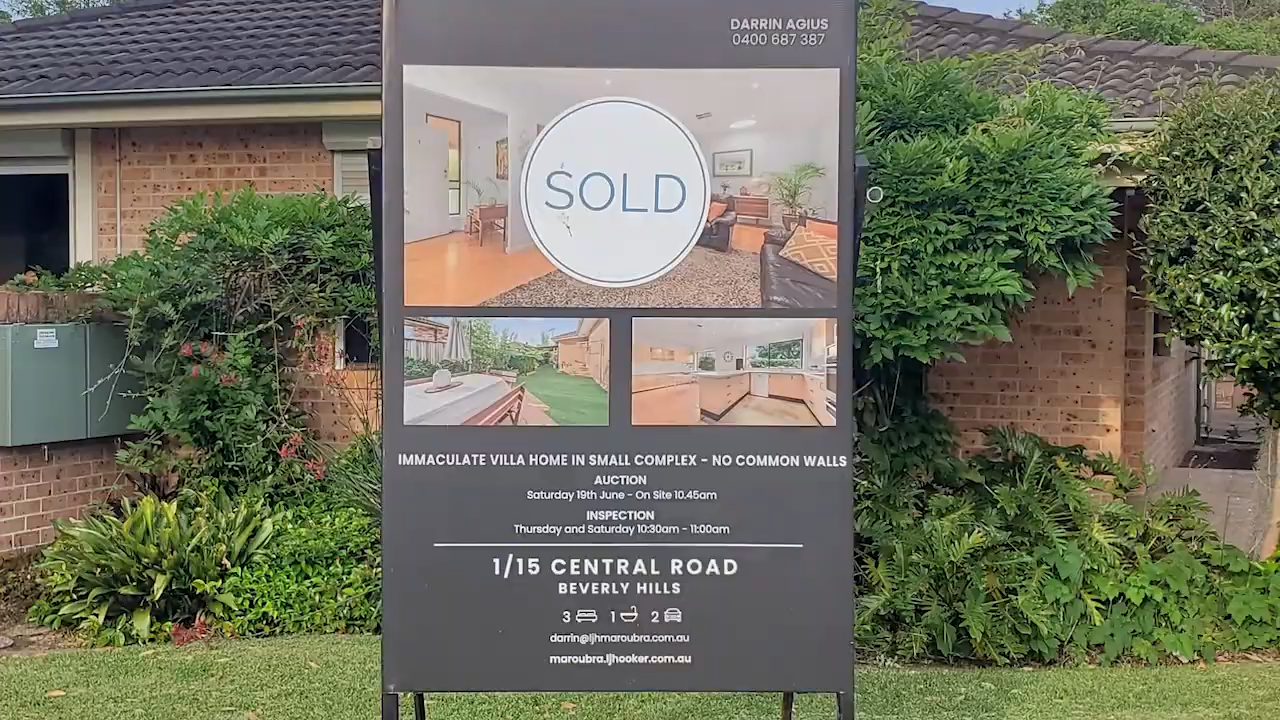 DARRIN AGIUS
0400 687 387
SOLD
IMMACULATE VILLA HOME IN SMALL COMPLEX - NO COMMON WALLS
AUCTION
Saturday 19th June - On Site 10.45am
INSPECTION
Thursday and Saturday 10:30am - 11:00am
1/15 CENTRAL ROAD
BEVERLY HILLS
3 1 2
darrin@ljhmaroubra.com.au
maroubra.ljhooker.com.au